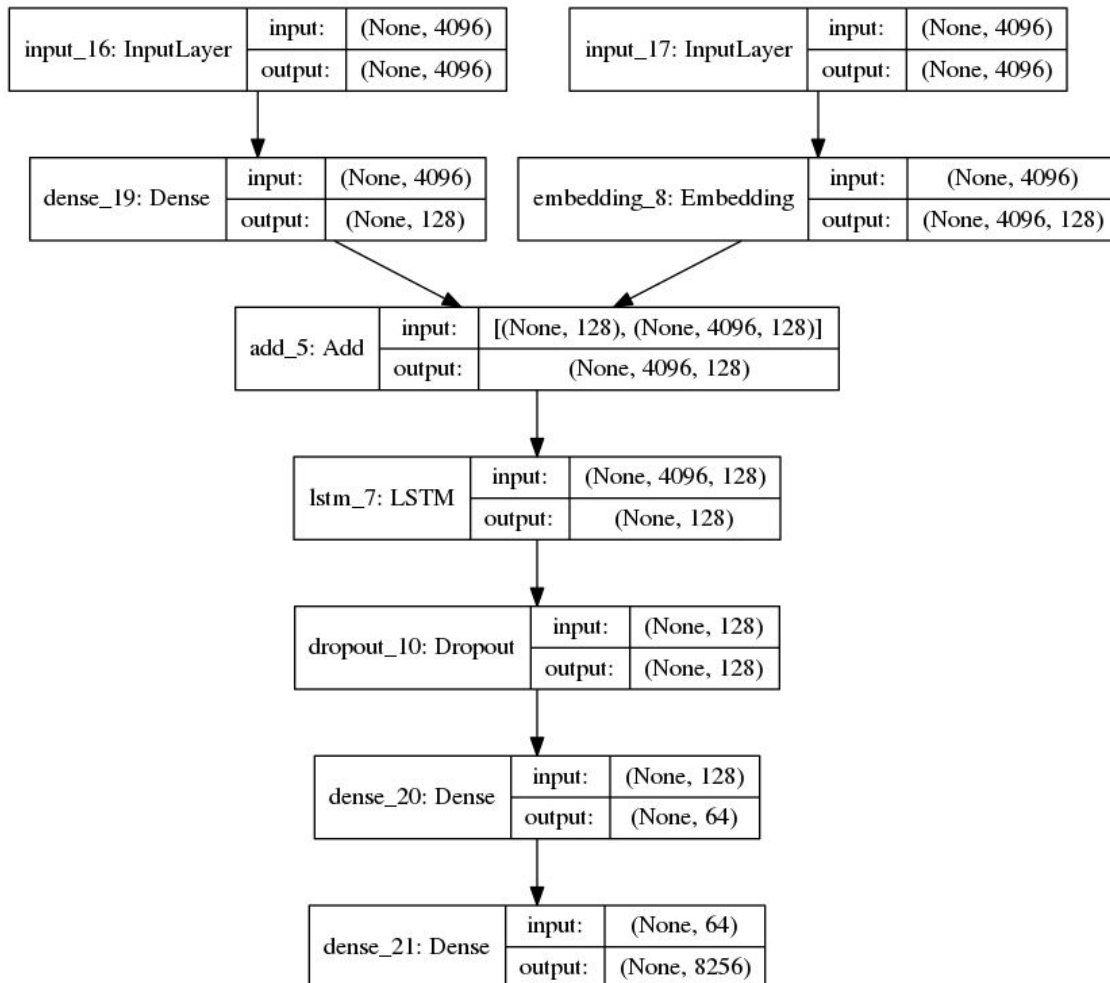 input_16: InputLayer
input: (None, 4096)
output: (None, 4096)
input_17: InputLayer
input: (None, 4096)
output: (None, 4096)
dense_19: Dense
input: (None, 4096)
output: (None, 128)
embedding_8: Embedding
input: (None, 4096)
output: (None, 4096, 128)
add_5: Add
input: [(None, 128), (None, 4096, 128)]
output: (None, 4096, 128)
lstm_7: LSTM
input: (None, 4096, 128)
output: (None, 128)
dropout_10: Dropout
input: (None, 128)
output: (None, 128)
dense_20: Dense
input: (None, 128)
output: (None, 64)
dense_21: Dense
input: (None, 64)
output: (None, 8256)